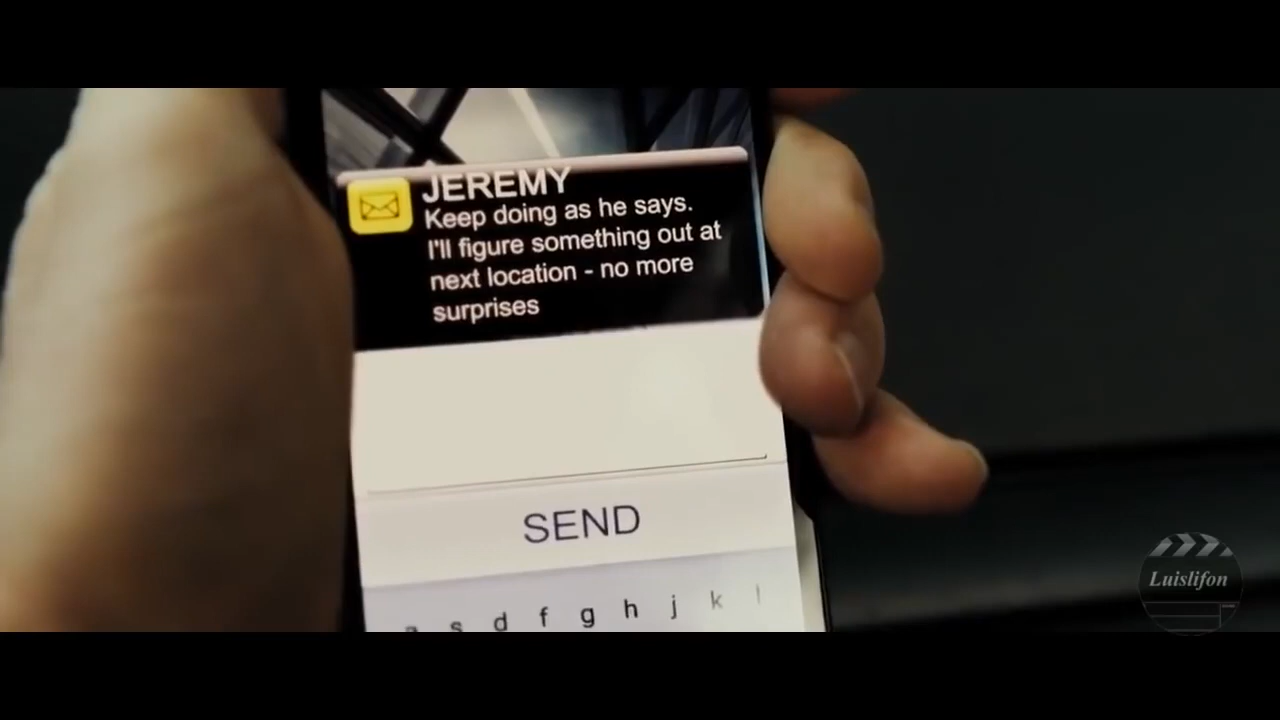 JEREMY
Keep doing as he says.
I'll figure something out at
next location - no more
surprises
SEND
a s d f g h j k l
Luislifon